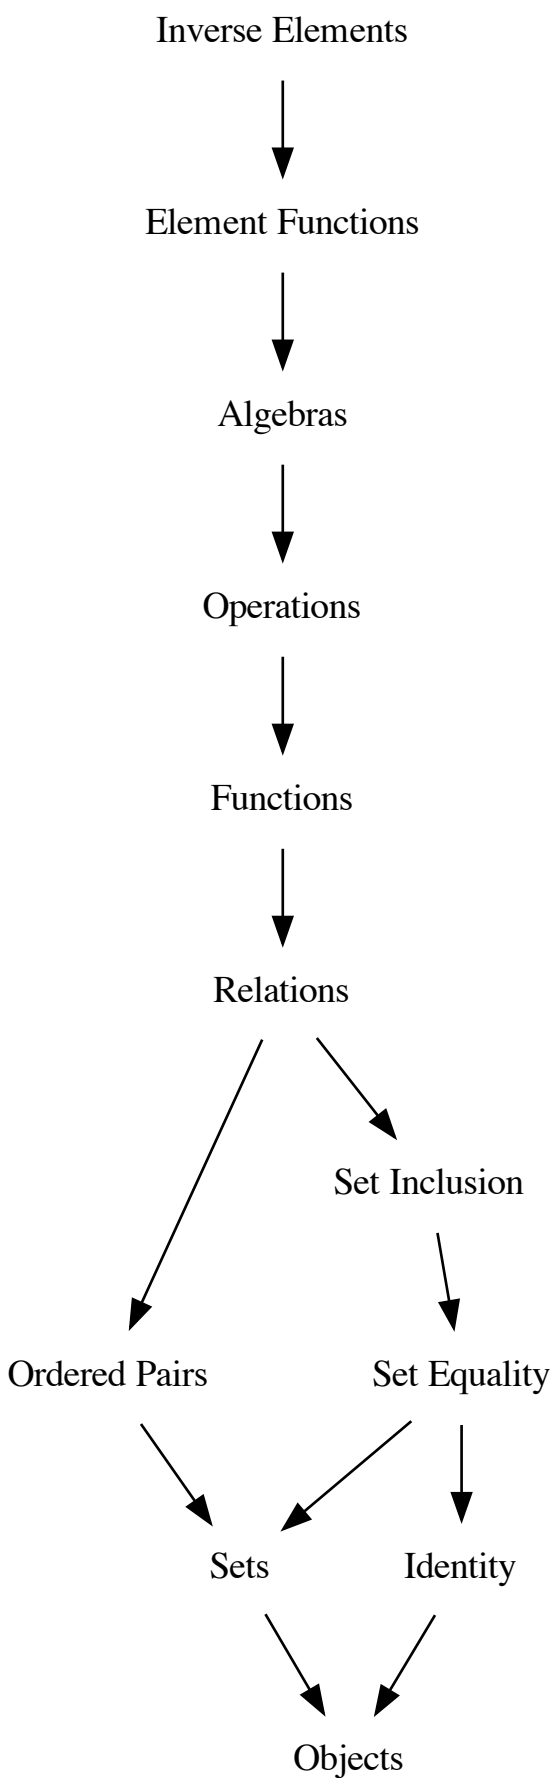 Inverse Elements
Element Functions
Algebras
Operations
Functions
Relations
Set Inclusion
Ordered Pairs
Set Equality
Sets
Identity
Objects